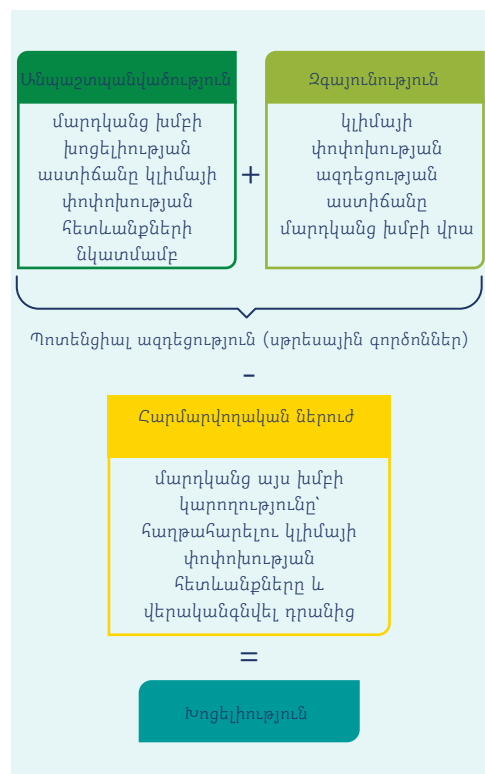 Անպաշտպանվածություն
մարդկանց խմբի
խոցելիության
աստիճանը կլիմայի
փոփոխության
հետևանքների
նկատմամբ
+
Զգայունություն
կլիմայի
փոփոխության
ազդեցության
աստիճանը
մարդկանց խմբի վրա
Պոտենցիալ ազդեցություն (սթրեսային գործոններ)
–
Հարմարվողական ներուժ
մարդկանց այս խմբի
կարողությունը՝
հաղթահարելու կլիմայի
փոփոխության
հետևանքները և
վերականգնվել դրանից
=
Խոցելիություն